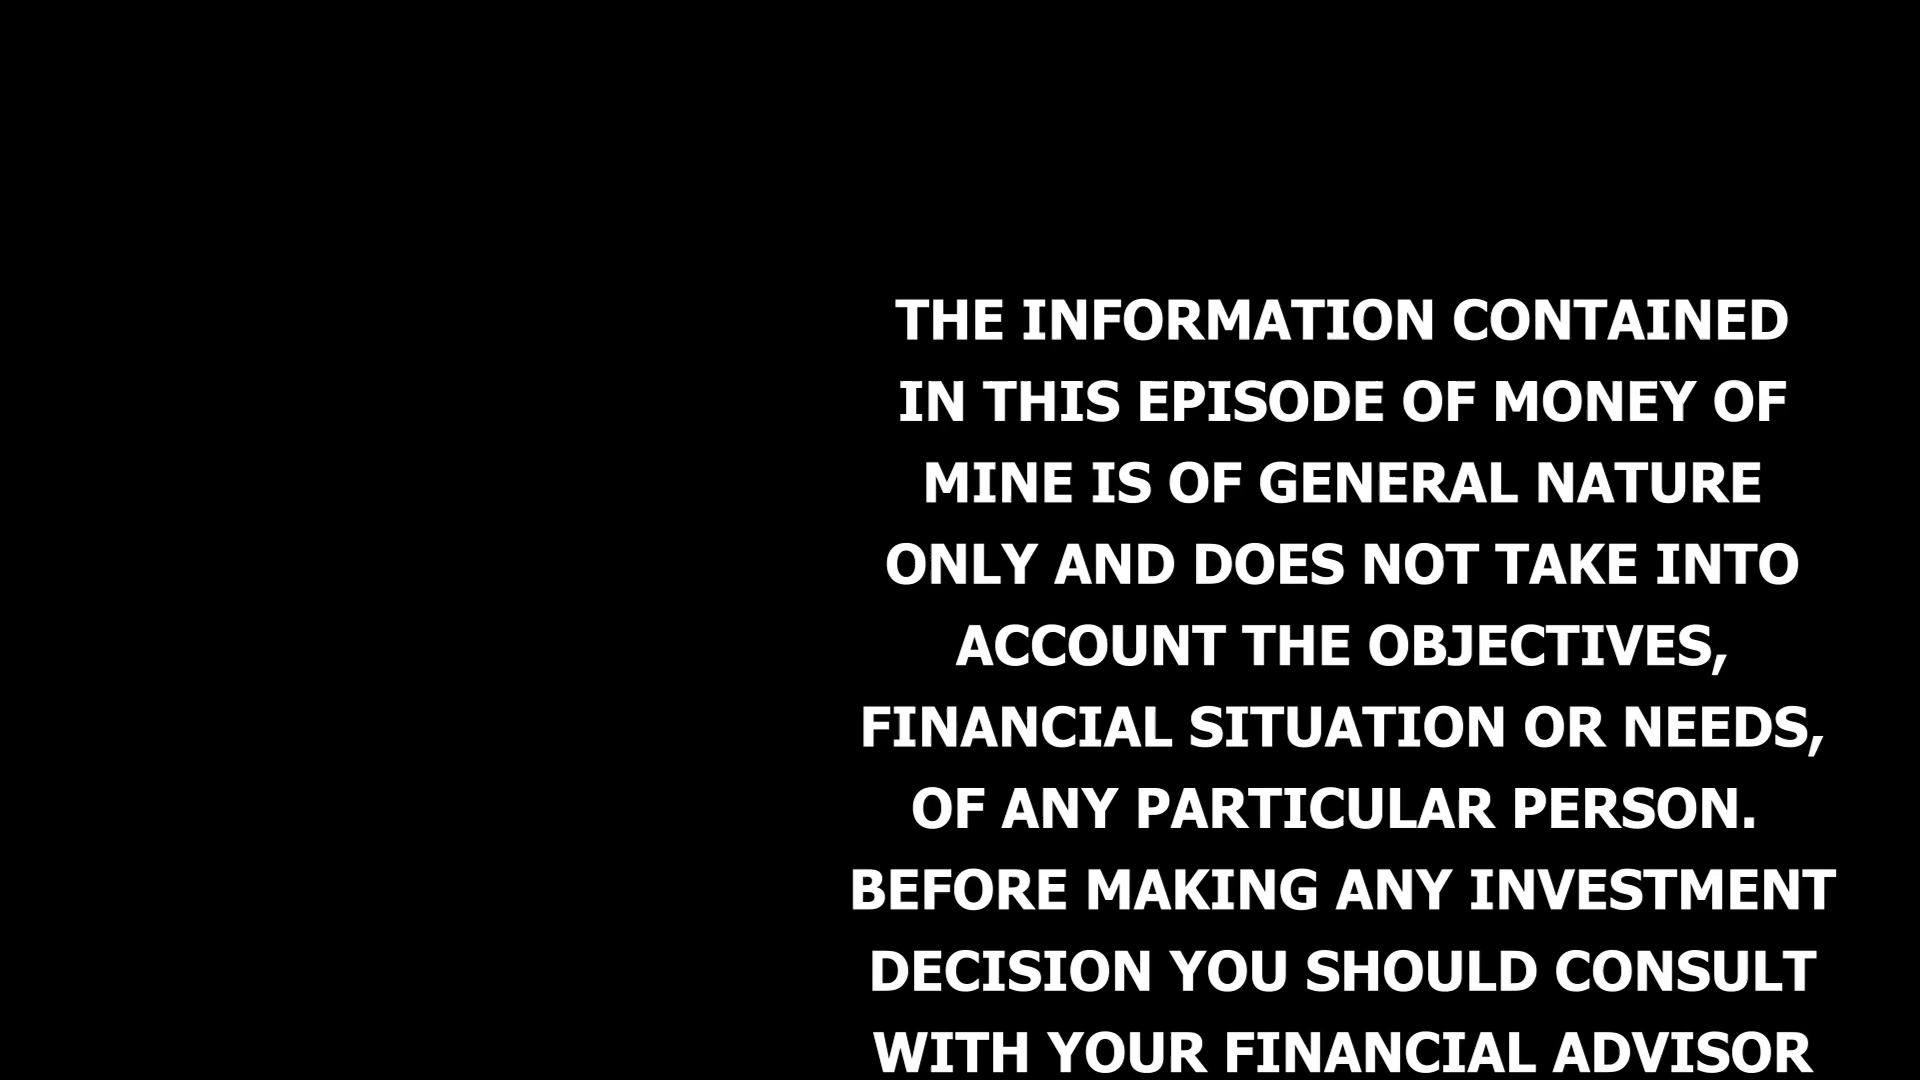 THE INFORMATION CONTAINED
IN THIS EPISODE OF MONEY OF
MINE IS OF GENERAL NATURE
ONLY AND DOES NOT TAKE INTO
ACCOUNT THE OBJECTIVES,
FINANCIAL SITUATION OR NEEDS,
OF ANY PARTICULAR PERSON.
BEFORE MAKING ANY INVESTMENT
DECISION YOU SHOULD CONSULT
WITH YOUR FINANCIAL ADVISOR